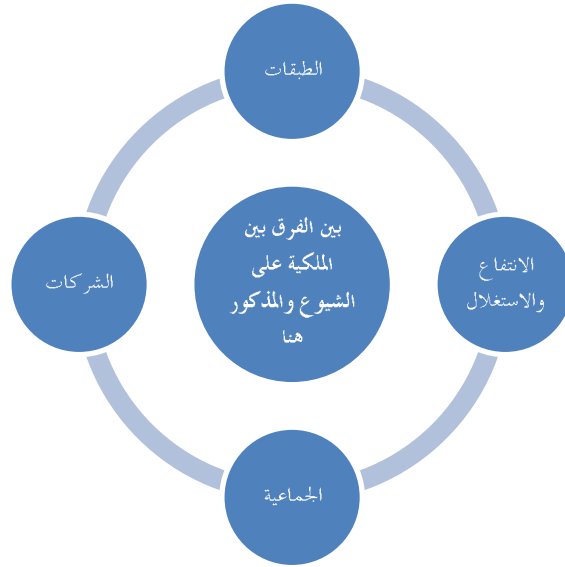 الطبقات
بين الفرق بين
الملكية على
الشيوع والمذكور
هنا
الانتفاع
والاستغلال
الشركات
الجماعية